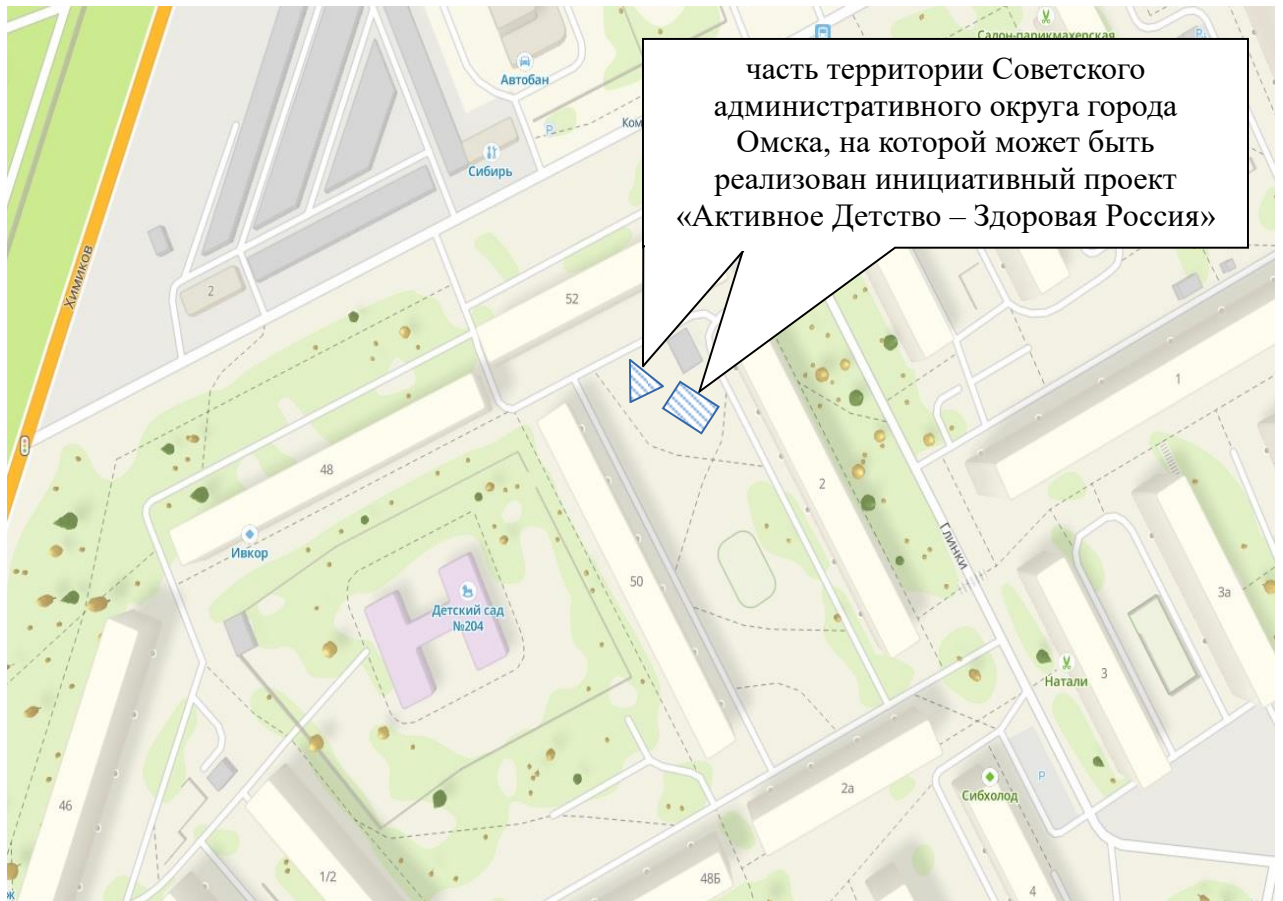 Салон-парикмахерская
часть территории Советского
административного округа города
Омска, на которой может быть
реализован инициативный проект
«Активное Детство – Здоровая Россия»
Автобан
P
Ком
Сибирь
Химиков
2
52
1
48
2
Ивкор
Глинки
50
Детский сад
№204
3а
Натали
3
P
2а
Сибхолод
46
1/2
48Б
4
ж